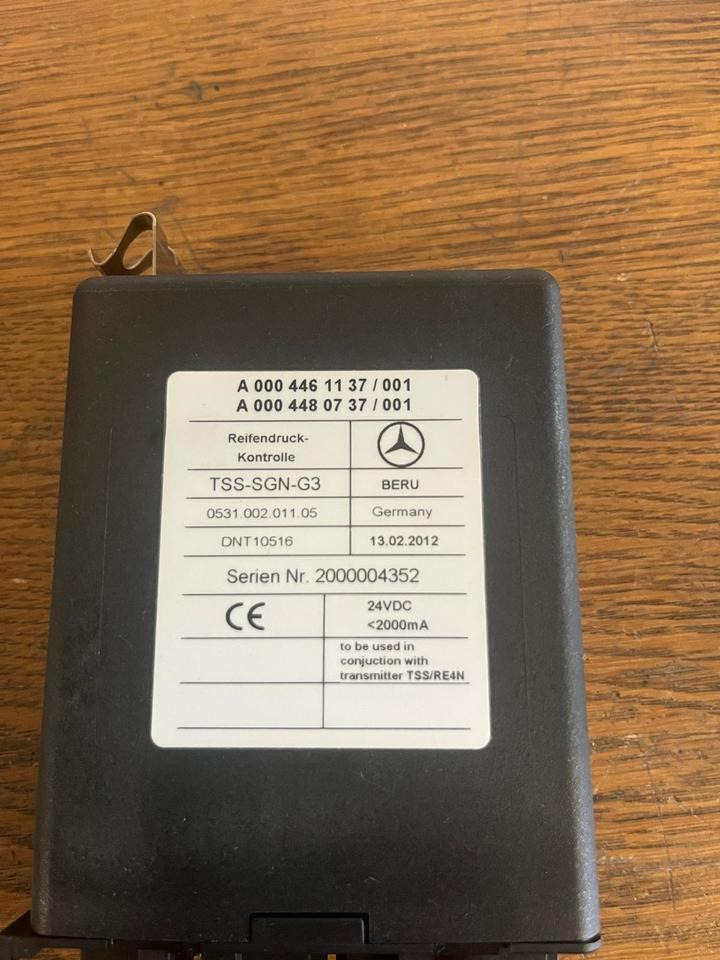 A 000 446 11 37 / 001
A 000 448 07 37 / 001
Reifendruck-
Kontrolle
TSS-SGN-G3
BERU
0531.002.011.05
Germany
DNT10516
13.02.2012
Serien Nr. 2000004352
CE
24VDC
<2000mA
to be used in
conjuction with
transmitter TSS/RE4N